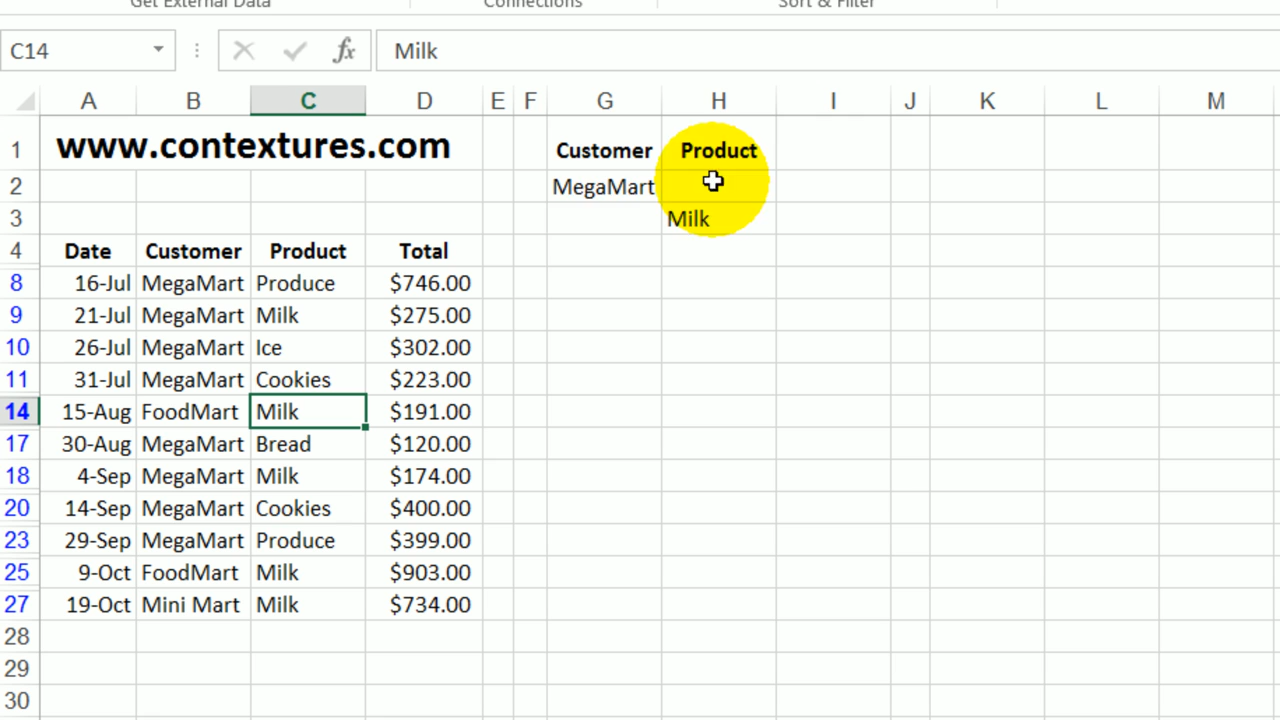 Get External Data Connections Sort & Filter
C14 fx Milk
A B C D E F G H I J K L M
1 www.contextures.com Customer Product
2 MegaMart
3 Milk
4 Date Customer Product Total
8 16-Jul MegaMart Produce $746.00
9 21-Jul MegaMart Milk $275.00
10 26-Jul MegaMart Ice $302.00
11 31-Jul MegaMart Cookies $223.00
14 15-Aug FoodMart Milk $191.00
17 30-Aug MegaMart Bread $120.00
18 4-Sep MegaMart Milk $174.00
20 14-Sep MegaMart Cookies $400.00
23 29-Sep MegaMart Produce $399.00
25 9-Oct FoodMart Milk $903.00
27 19-Oct Mini Mart Milk $734.00
28
29
30